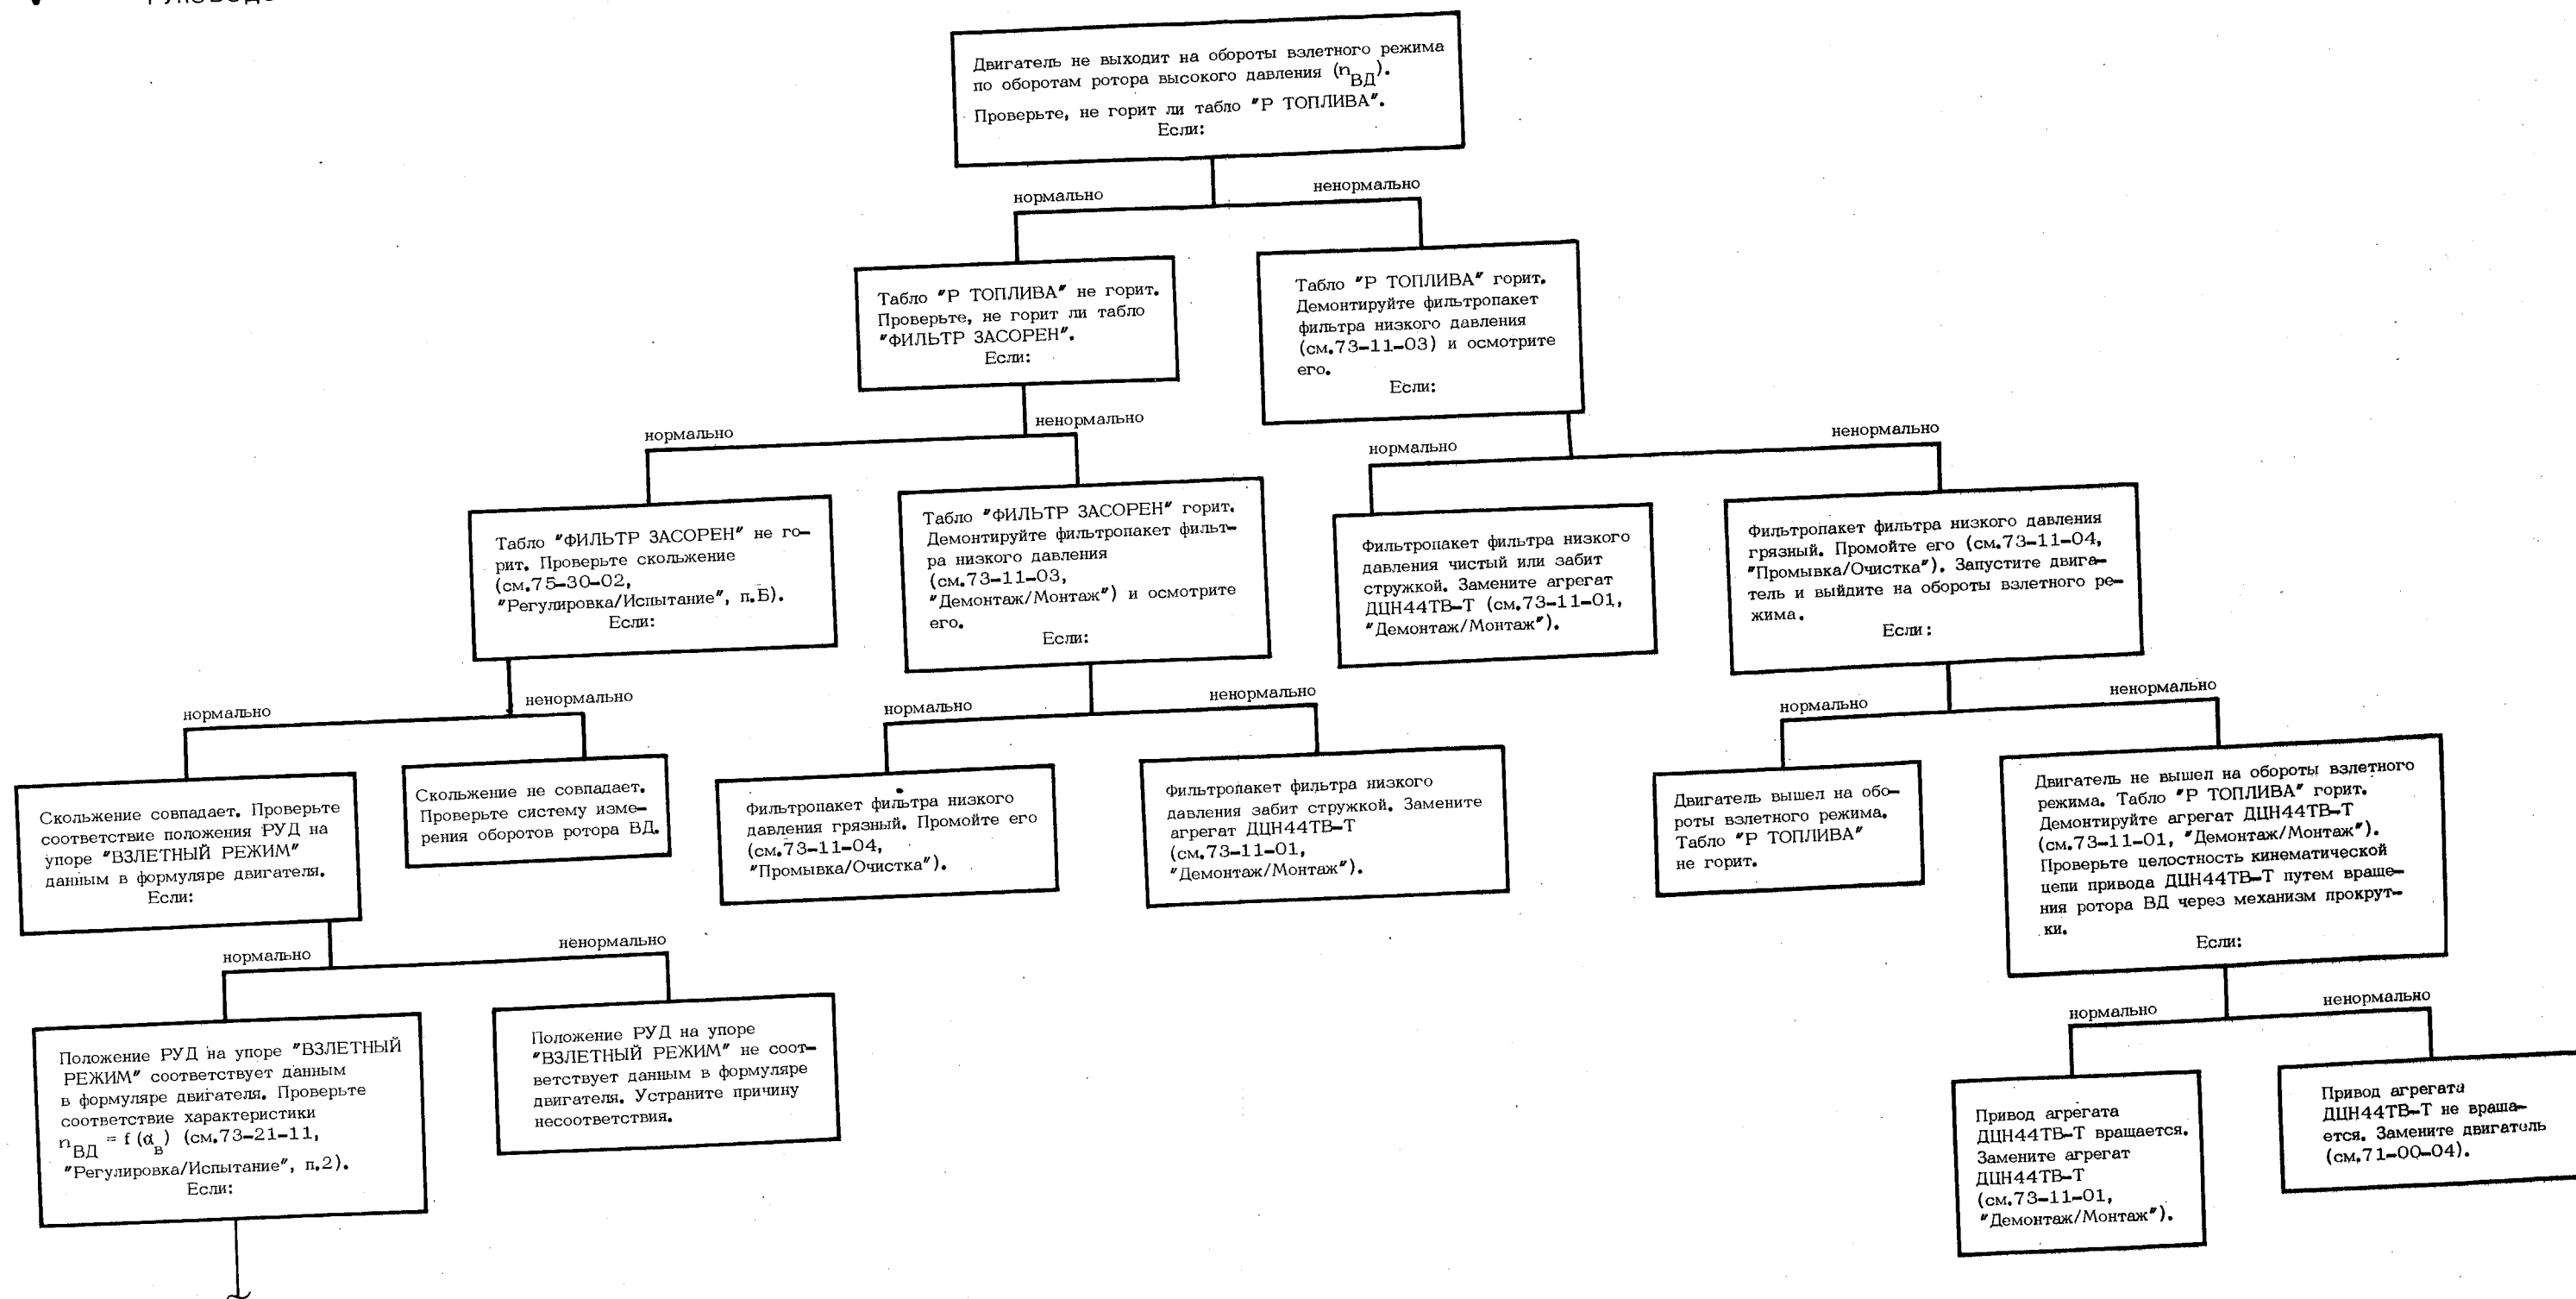 Двигатель не выходит на обороты взлетного режима
по оборотам ротора высокого давления (nВД).
Проверьте, не горит ли табло "Р ТОПЛИВА".
Если:
нормально
ненормально
Табло "Р ТОПЛИВА" не горит.
Проверьте, не горит ли табло
"ФИЛЬТР ЗАСОРЕН".
Если:
Табло "Р ТОПЛИВА" горит.
Демонтируйте фильтропакет
фильтра низкого давления
(см.73-11-03) и осмотрите
его.
Если:
нормально
ненормально
нормально
ненормально
Табло "ФИЛЬТР ЗАСОРЕН" не го-
рит. Проверьте скольжение
(см.75-30-02,
"Регулировка/Испытание", п.Б).
Если:
Табло "ФИЛЬТР ЗАСОРЕН" горит.
Демонтируйте фильтропакет фильт-
ра низкого давления
(см.73-11-03,
"Демонтаж/Монтаж") и осмотрите
его.
Если:
Фильтропакет фильтра низкого
давления чистый или забит
стружкой. Замените агрегат
ДЦН44ТВ-Т (см.73-11-01,
"Демонтаж/Монтаж").
Фильтропакет фильтра низкого давления
грязный. Промойте его (см.73-11-04,
"Промывка/Очистка"). Запустите двига-
тель и выйдите на обороты взлетного ре-
жима.
Если:
нормально
ненормально
нормально
ненормально
нормально
ненормально
Скольжение совпадает. Проверьте
соответствие положения РУД на
упоре "ВЗЛЕТНЫЙ РЕЖИМ"
данным в формуляре двигателя.
Если:
Скольжение не совпадает.
Проверьте систему изме-
рения оборотов ротора ВД.
Фильтропакет фильтра низкого
давления грязный. Промойте его
(см.73-11-04,
"Промывка/Очистка").
Фильтропакет фильтра низкого
давления забит стружкой. Замените
агрегат ДЦН44ТВ-Т
(см.73-11-01,
"Демонтаж/Монтаж").
Двигатель вышел на обо-
роты взлетного режима.
Табло "Р ТОПЛИВА"
не горит.
Двигатель не вышел на обороты взлетного
режима. Табло "Р ТОПЛИВА" горит.
Демонтируйте агрегат ДЦН44ТВ-Т
(см.73-11-01, "Демонтаж/Монтаж").
Проверьте целостность кинематической
цепи привода ДЦН44ТВ-Т путем враще-
ния ротора ВД через механизм прокрут-
ки.
Если:
нормально
ненормально
нормально
ненормально
Положение РУД на упоре "ВЗЛЕТНЫЙ
РЕЖИМ" соответствует данным
в формуляре двигателя. Проверьте
соответствие характеристики
nВД = f (αв) (см.73-21-11,
"Регулировка/Испытание", п.2).
Если:
Положение РУД на упоре
"ВЗЛЕТНЫЙ РЕЖИМ" не соот-
ветствует данным в формуляре
двигателя. Устраните причину
несоответствия.
Привод агрегата
ДЦН44ТВ-Т вращается.
Замените агрегат
ДЦН44ТВ-Т
(см.73-11-01,
"Демонтаж/Монтаж").
Привод агрегата
ДЦН44ТВ-Т не враща-
ется. Замените двигатель
(см.71-00-04).